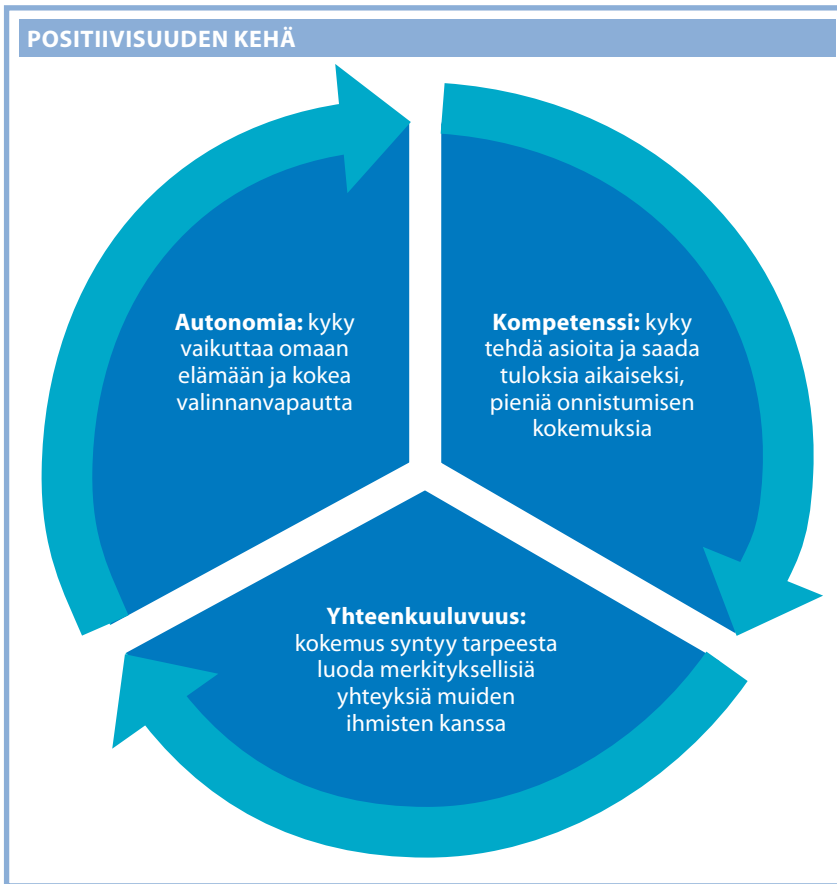 POSITIIVISUUDEN KEHÄ
Autonomia: kyky
vaikuttaa omaan
elämään ja kokea
valinnanvapautta
Kompetenssi: kyky
tehdä asioita ja saada
tuloksia aikaiseksi,
pieniä onnistumisen
kokemuksia
Yhteenkuuluvuus:
kokemus syntyy tarpeesta
luoda merkityksellisiä
yhteyksiä muiden
ihmisten kanssa